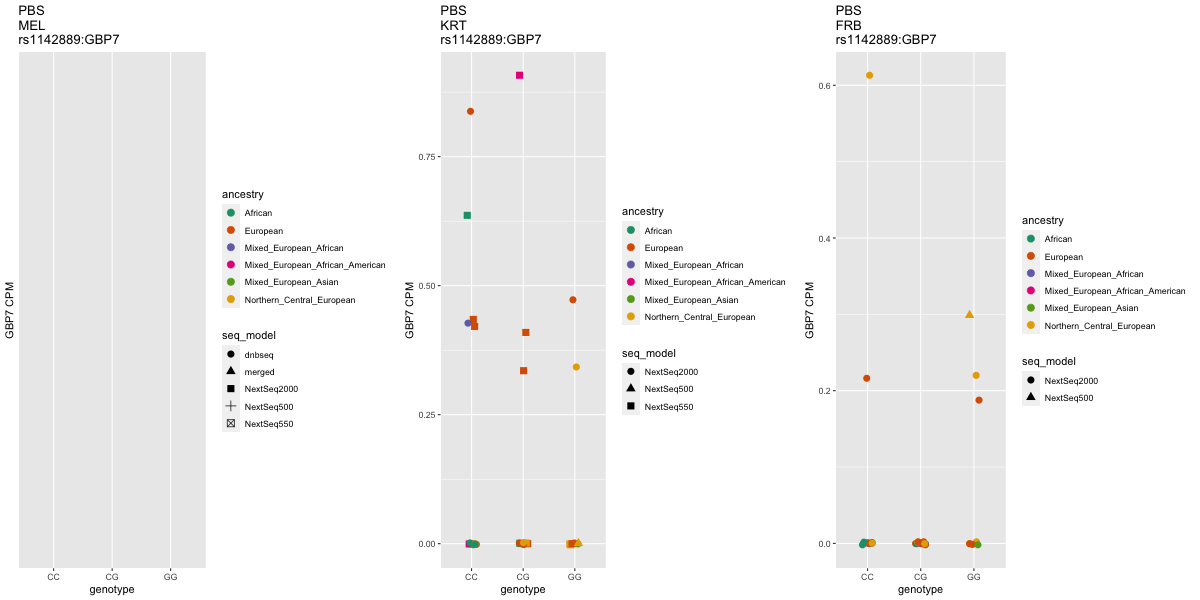 PBS
MEL
rs1142889:GBP7
GBP7 CPM
CC
CG
GG
genotype
ancestry
African
European
Mixed_European_African
Mixed_European_African_American
Mixed_European_Asian
Northern_Central_European
seq_model
dnbseq
merged
NextSeq2000
NextSeq500
NextSeq550
PBS
KRT
rs1142889:GBP7
GBP7 CPM
0.75
0.50
0.25
0.00
CC
CG
GG
genotype
ancestry
African
European
Mixed_European_African
Mixed_European_African_American
Mixed_European_Asian
Northern_Central_European
seq_model
NextSeq2000
NextSeq500
NextSeq550
PBS
FRB
rs1142889:GBP7
GBP7 CPM
0.6
0.4
0.2
0.0
CC
CG
GG
genotype
ancestry
African
European
Mixed_European_African
Mixed_European_African_American
Mixed_European_Asian
Northern_Central_European
seq_model
NextSeq2000
NextSeq500